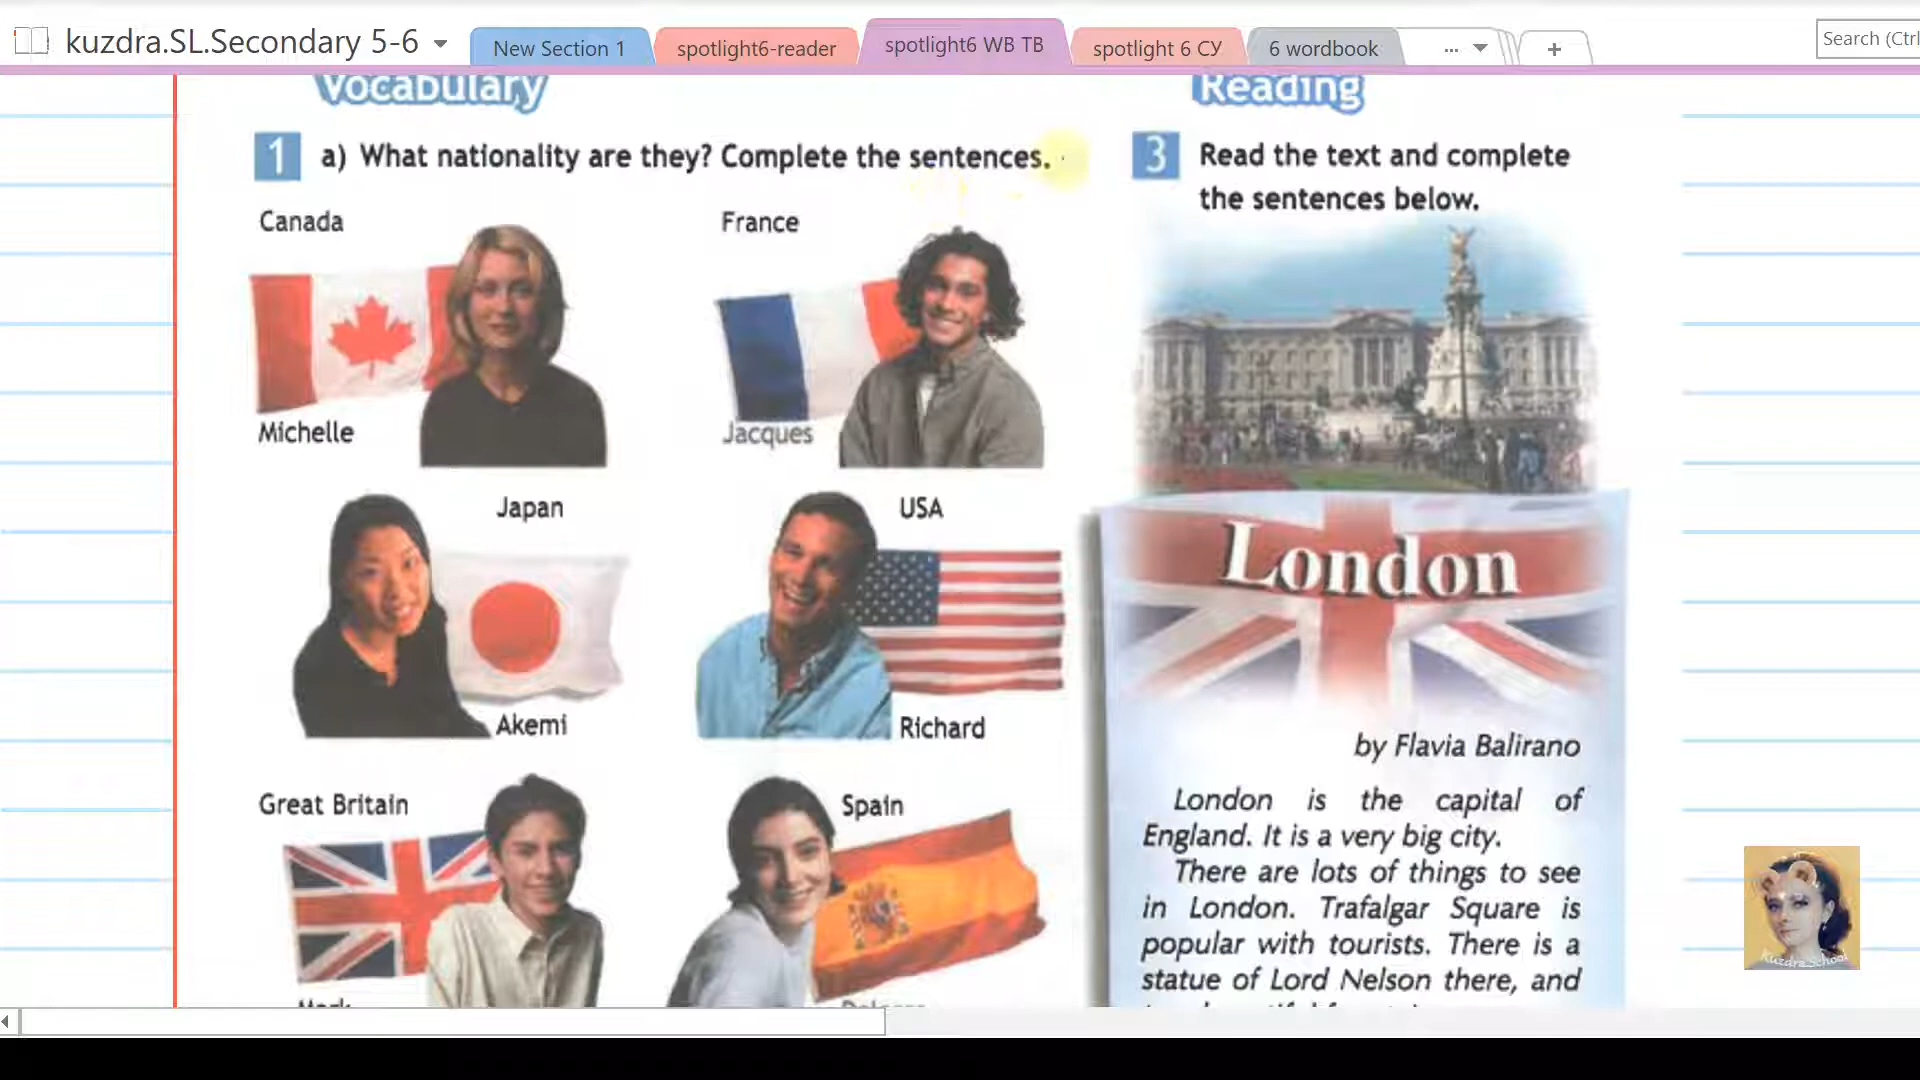 kuzdra.SL.Secondary 5-6
New Section 1
spotlight6-reader
spotlight6 WB TB
spotlight 6 СУ
6 wordbook
...
+
Search (Ctrl
Vocabulary
1 a) What nationality are they? Complete the sentences.
Canada
Michelle
France
Jacques
Japan
Akemi
USA
Richard
Great Britain
Mark
Spain
Dolores
Reading
3 Read the text and complete
the sentences below.
London
by Flavia Balirano
London is the capital of
England. It is a very big city.
There are lots of things to see
in London. Trafalgar Square is
popular with tourists. There is a
statue of Lord Nelson there, and
Kuzdra.School